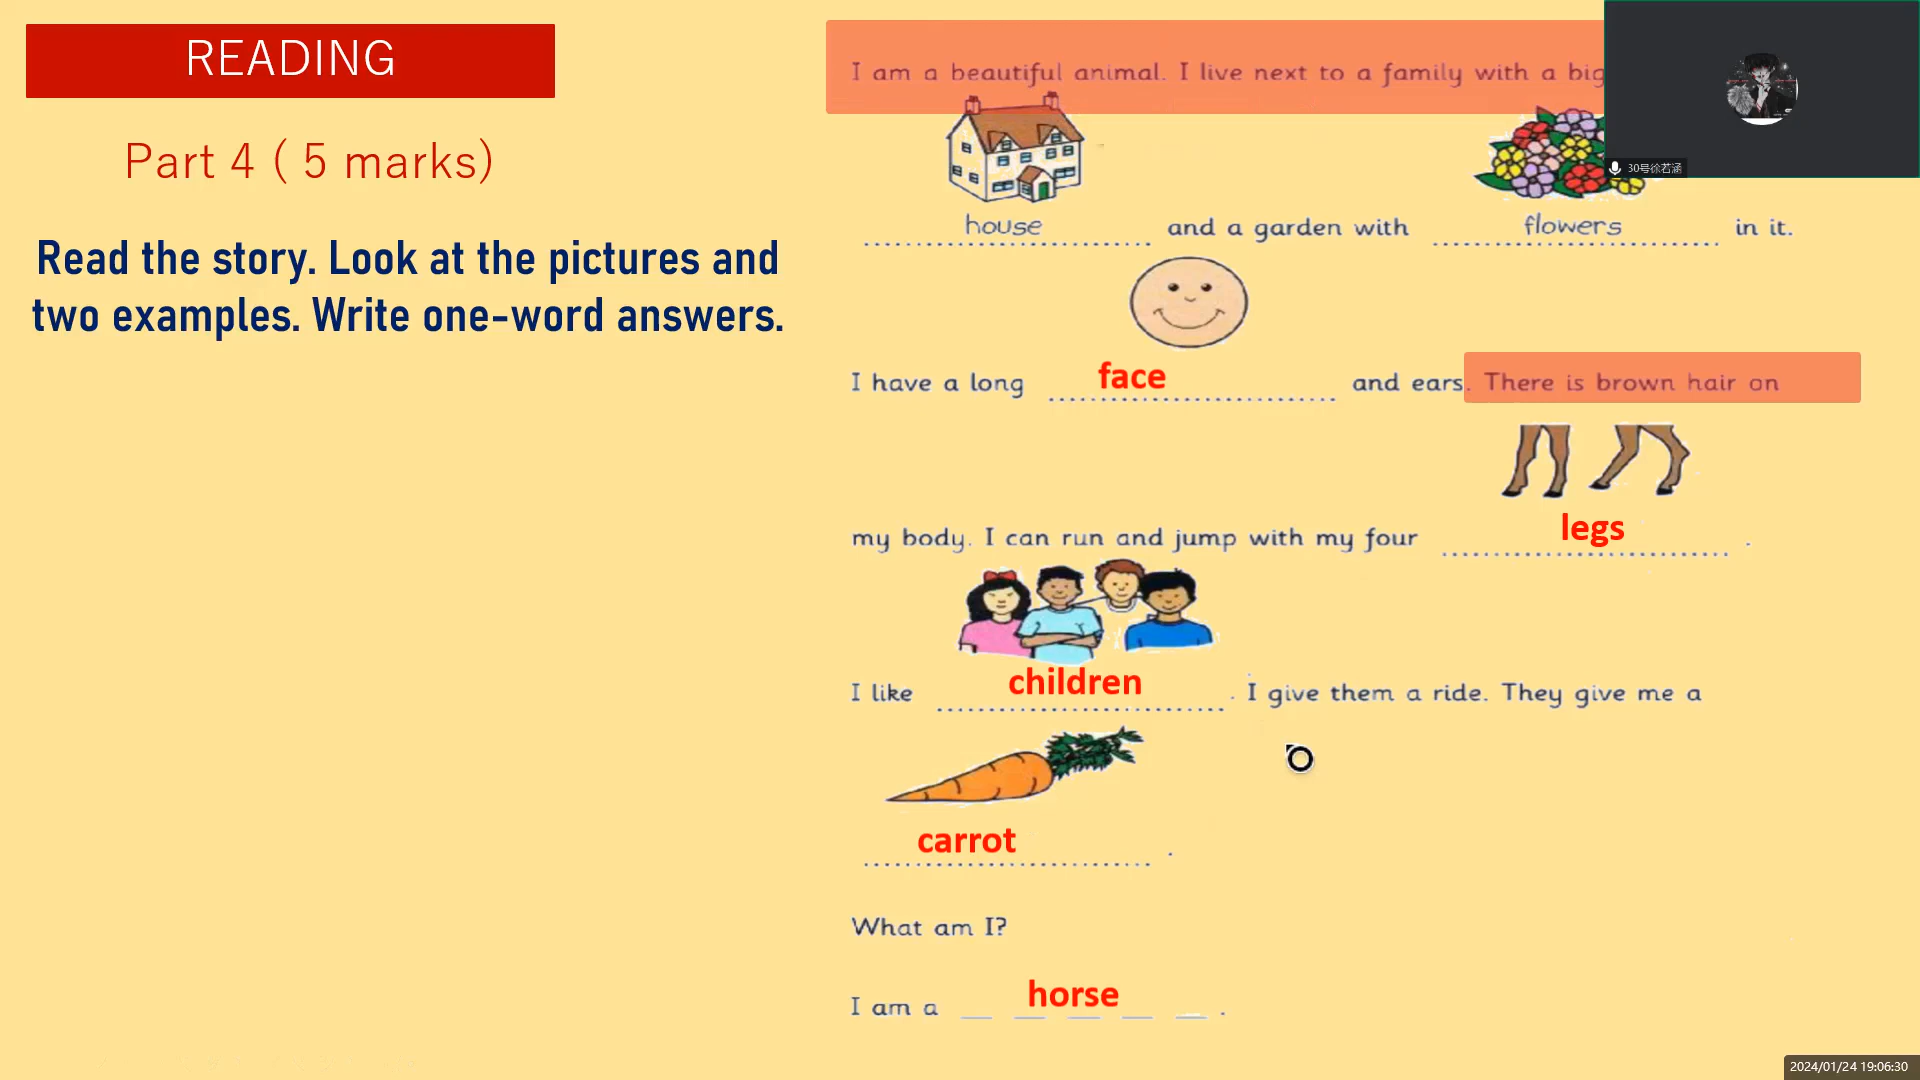 READING
Part 4 ( 5 marks)
Read the story. Look at the pictures and
two examples. Write one-word answers.
I am a beautiful animal. I live next to a family with a big
house and a garden with flowers in it.
I have a long face and ears. There is brown hair on
my body. I can run and jump with my four legs .
I like children . I give them a ride. They give me a
carrot .
What am I?
I am a horse .
30号徐若涵
2024/01/24 19:06:30